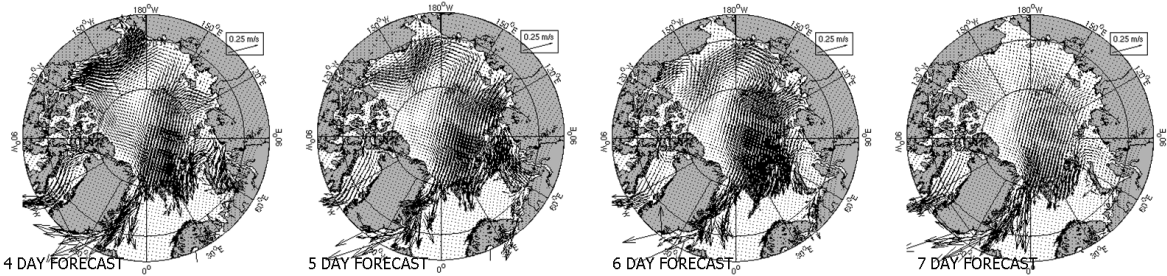 180°W
150°W
150°E
0.25 m/s
120°W
120°E
90°W
90°E
60°E
30°E
0°
4 DAY FORECAST
180°W
150°W
150°E
0.25 m/s
120°W
120°E
90°W
90°E
60°E
30°E
0°
5 DAY FORECAST
180°W
150°W
150°E
0.25 m/s
120°W
120°E
90°W
90°E
60°E
30°E
0°
6 DAY FORECAST
180°W
150°W
150°E
0.25 m/s
120°W
120°E
90°W
90°E
60°E
30°E
0°
7 DAY FORECAST